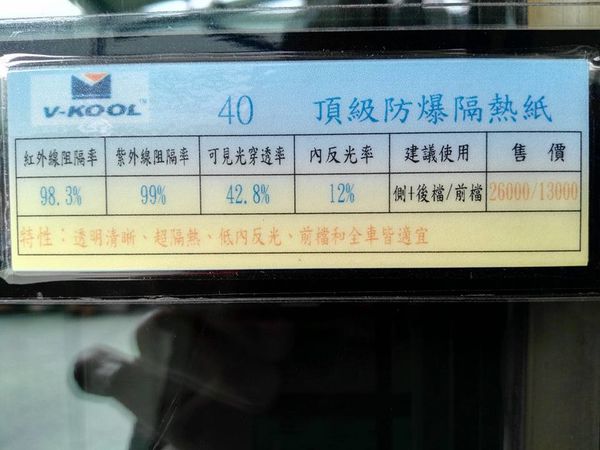 V-KOOL™ 40 頂級防爆隔熱紙
紅外線阻隔率 紫外線阻隔率 可見光穿透率 內反光率 建議使用 售價
98.3% 99% 42.8% 12% 側+後檔/前檔 26000/13000
特性：透明清晰、超隔熱、低內反光、前檔和全車皆適宜